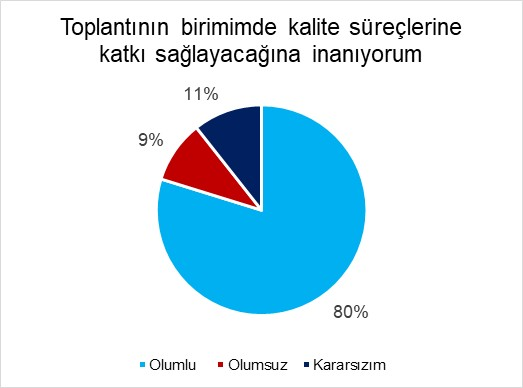 Toplantının birimimde kalite süreçlerine
katkı sağlayacağına inanıyorum
11%
9%
80%
Olumlu Olumsuz Kararsızım